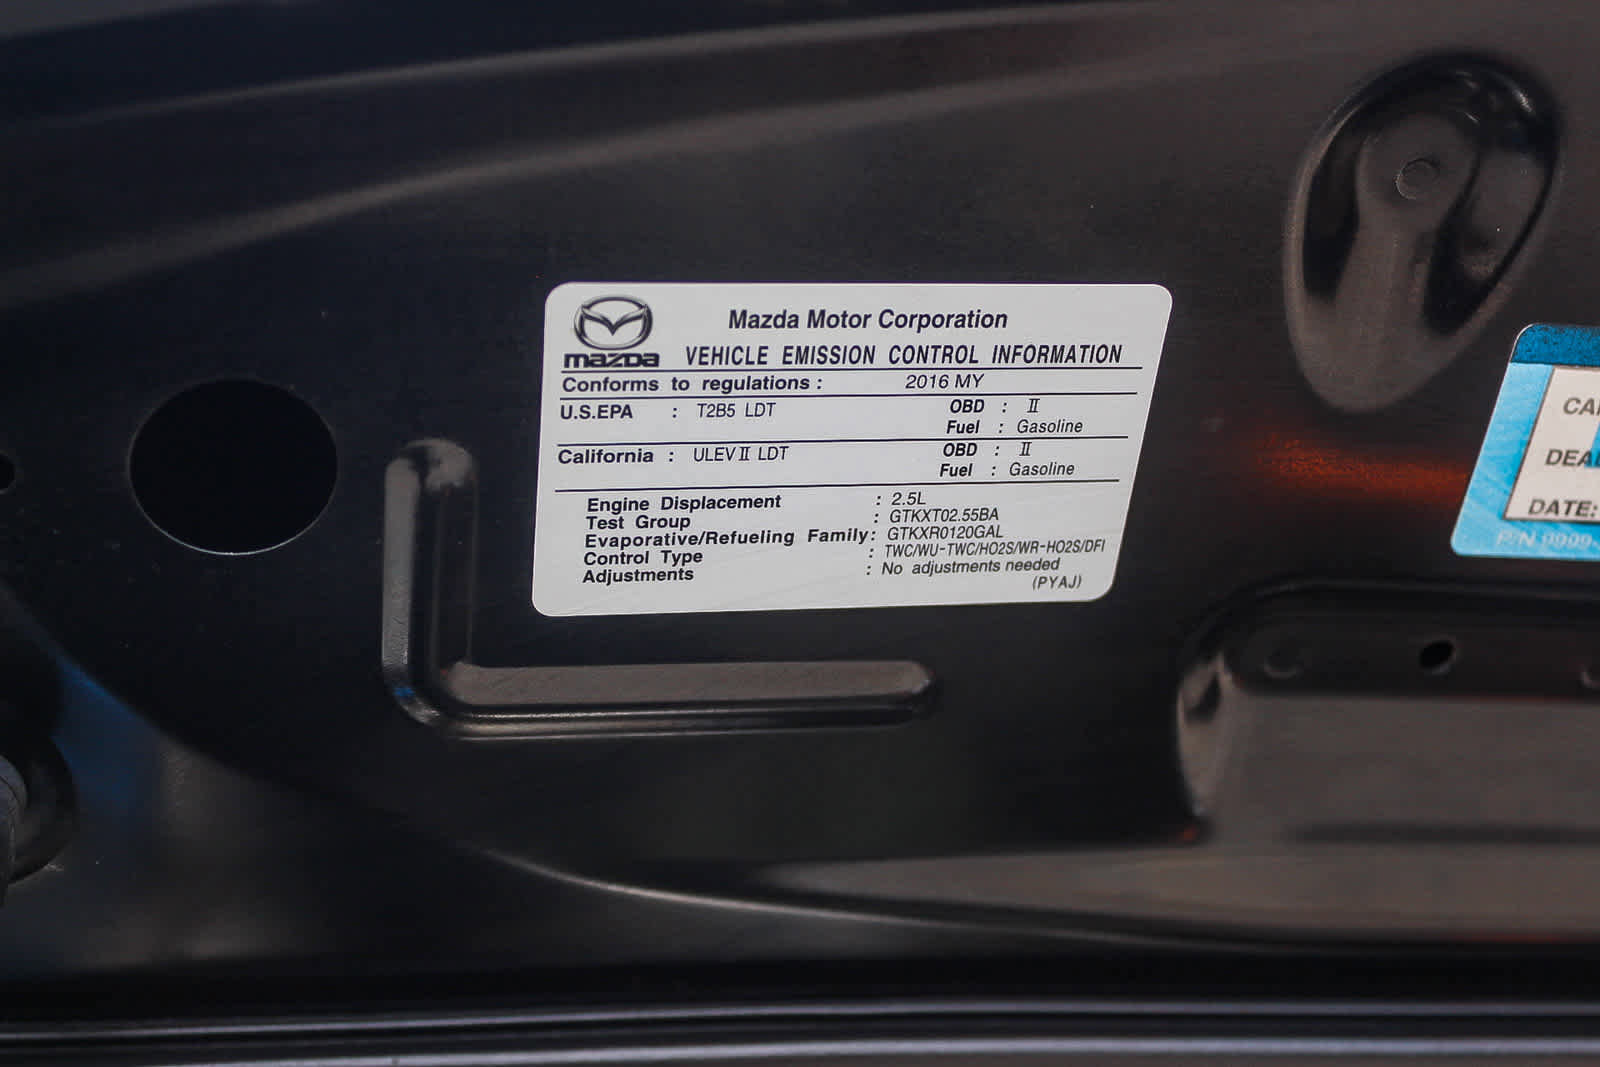 mazda
Mazda Motor Corporation
VEHICLE EMISSION CONTROL INFORMATION
Conforms to regulations : 2016 MY
U.S.EPA : T2B5 LDT OBD : II
Fuel : Gasoline
California : ULEV II LDT OBD : II
Fuel : Gasoline
Engine Displacement : 2.5L
Test Group : GTKXT02.55BA
Evaporative/Refueling Family : GTKXR0120GAL
Control Type : TWC/WU-TWC/HO2S/WR-HO2S/DFI
Adjustments : No adjustments needed
(PYAJ)
DATE:
P/N 9999-